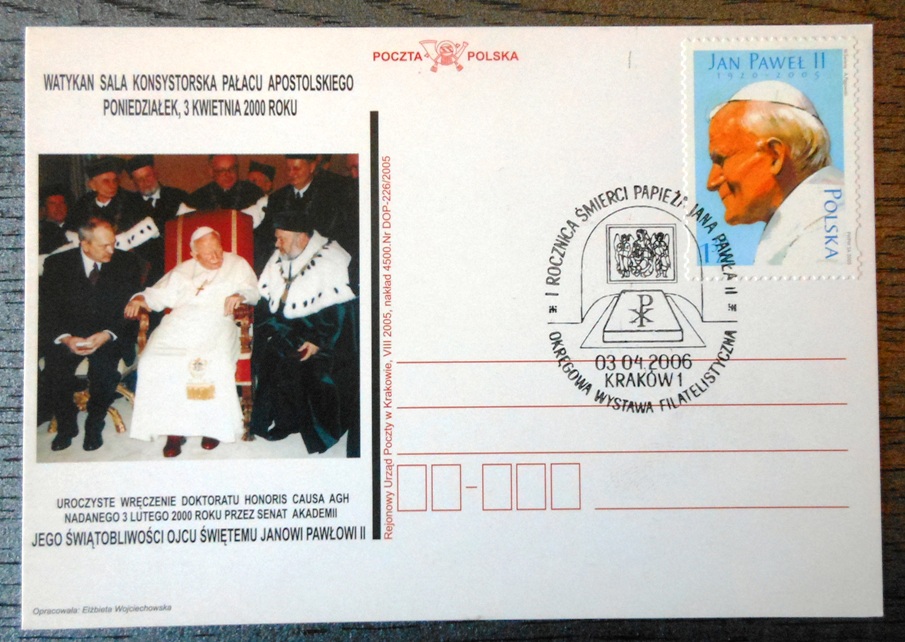 WATYKAN SALA KONSYSTORSKA PAŁACU APOSTOLSKIEGO
PONIEDZIAŁEK, 3 KWIETNIA 2000 ROKU
UROCZYSTE WRĘCZENIE DOKTORATU HONORIS CAUSA AGH
NADANEGO 3 LUTEGO 2000 ROKU PRZEZ SENAT AKADEMII
JEGO ŚWIĄTOBLIWOŚCI OJCU ŚWIĘTEMU JANOWI PAWŁOWI II
Opracowała: Elżbieta Wojciechowska
Rejonowy Urząd Poczty w Krakowie, VIII 2005, nakład 4500.Nr DOP-226/2005
POCZTA POLSKA
JAN PAWEŁ II
1920-2005
POLSKA
I ROCZNICA ŚMIERCI PAPIEŻA JANA PAWŁA II
03.04.2006
KRAKÓW 1
OKRĘGOWA WYSTAWA FILATELISTYCZNA